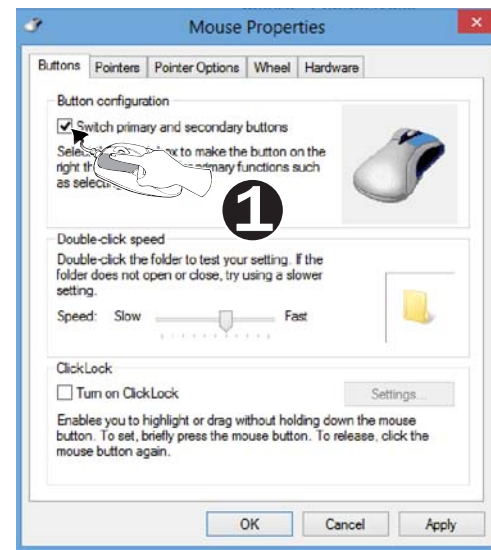 Mouse Properties
Buttons Pointers Pointer Options Wheel Hardware
Button configuration
Switch primary and secondary buttons
to make the button on the
right primary functions such
as
1
Double-click speed
Double-click the folder to test your setting. If the
folder does not open or close, try using a slower
setting.
Speed: Slow Fast
ClickLock
Turn on ClickLock
Settings...
Enables you to highlight or drag without holding down the mouse
button. To set, briefly press the mouse button. To release, click the
mouse button again.
OK Cancel Apply